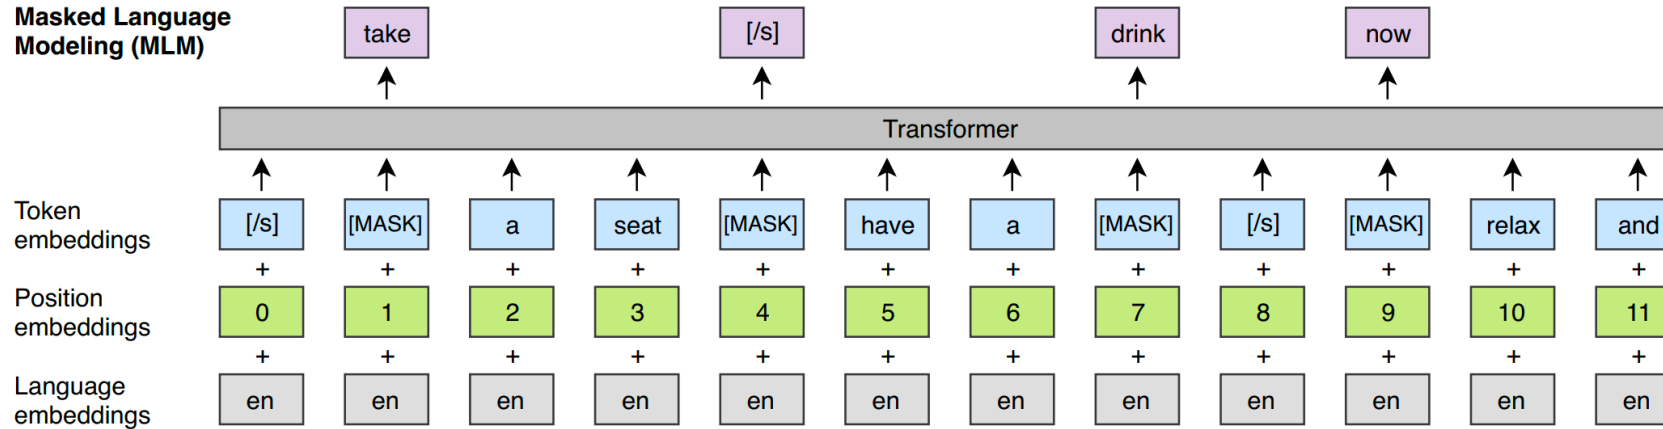 Masked Language
Modeling (MLM)
take [/s] drink now
Transformer
Token
embeddings
[/s] [MASK] a seat [MASK] have a [MASK] [/s] [MASK] relax and
+ + + + + + + + + + + +
Position
embeddings
0 1 2 3 4 5 6 7 8 9 10 11
+ + + + + + + + + + + +
Language
embeddings
en en en en en en en en en en en en